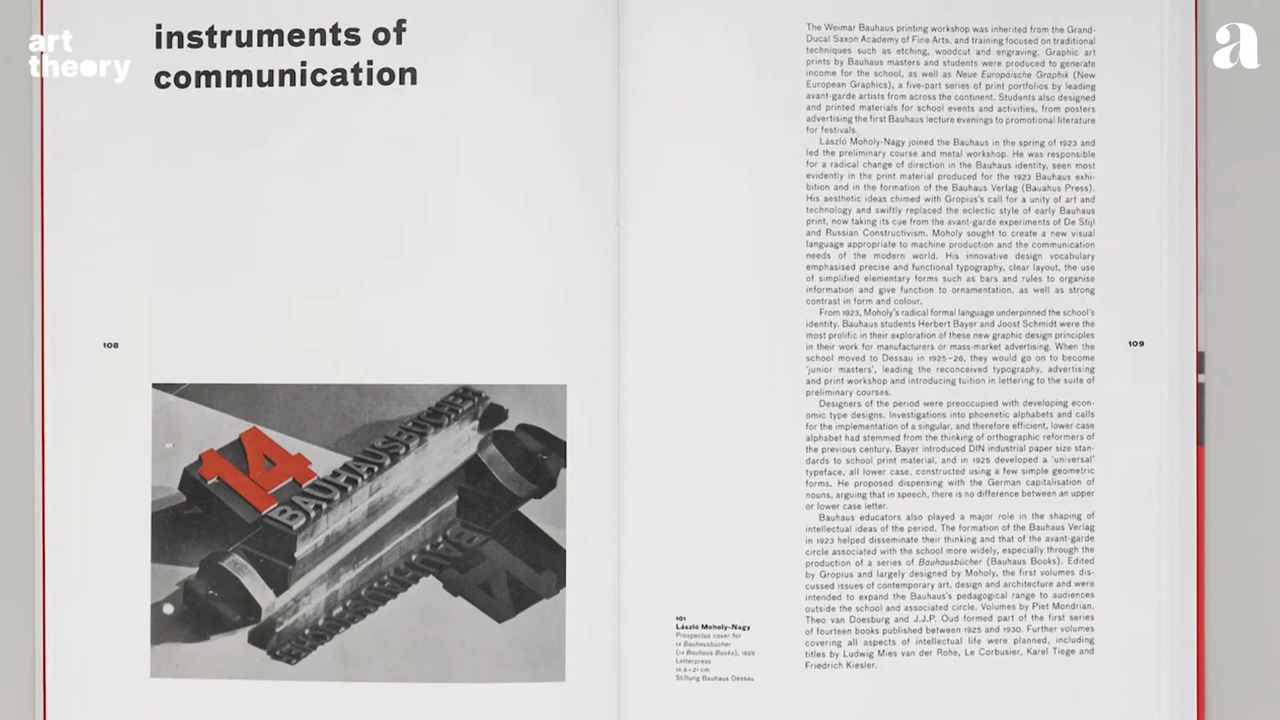 art
theory
a
instruments of
communication
108
14
BAUHAUSBÜCHER
The Weimar Bauhaus printing workshop was inherited from the Grand-
Ducal Saxon Academy of Fine Arts, and training focused on traditional
techniques such as etching, woodcut and engraving. Graphic art
prints by Bauhaus masters and students were produced to generate
income for the school, as well as Neue Europäische Graphik (New
European Graphics), a five-part series of print portfolios by leading
avant-garde artists from across the continent. Students also designed
and printed materials for school events and activities, from posters
advertising the first Bauhaus lecture evenings to promotional literature
for festivals.
László Moholy-Nagy joined the Bauhaus in the spring of 1923 and
led the preliminary course and metal workshop. He was responsible
for a radical change of direction in the Bauhaus identity, seen most
evidently in the print material produced for the 1923 Bauhaus exhi-
bition and in the formation of the Bauhaus Verlag (Bauahus Press).
His aesthetic ideas chimed with Gropius's call for a unity of art and
technology and swiftly replaced the eclectic style of early Bauhaus
print, now taking its cue from the avant-garde experiments of De Stijl
and Russian Constructivism. Moholy sought to create a new visual
language appropriate to machine production and the communication
needs of the modern world. His innovative design vocabulary
emphasised precise and functional typography, clear layout, the use
of simplified elementary forms such as bars and rules to organise
information and give function to ornamentation, as well as strong
contrast in form and colour.
From 1923, Moholy's radical formal language underpinned the school's
identity. Bauhaus students Herbert Bayer and Joost Schmidt were the
most prolific in their exploration of these new graphic design principles
in their work for manufacturers or mass-market advertising. When the
school moved to Dessau in 1925–26, they would go on to become
'junior masters', leading the reconceived typography, advertising
and print workshop and introducing tuition in lettering to the suite of
preliminary courses.
Designers of the period were preoccupied with developing econ-
omic type designs. Investigations into phoenetic alphabets and calls
for the implementation of a singular, and therefore efficient, lower case
alphabet had stemmed from the thinking of orthographic reformers of
the previous century. Bayer introduced DIN industrial paper size stan-
dards to school print material, and in 1925 developed a 'universal'
typeface, all lower case, constructed using a few simple geometric
forms. He proposed dispensing with the German capitalisation of
nouns, arguing that in speech, there is no difference between an upper
or lower case letter.
Bauhaus educators also played a major role in the shaping of
intellectual ideas of the period. The formation of the Bauhaus Verlag
in 1923 helped disseminate their thinking and that of the avant-garde
circle associated with the school more widely, especially through the
production of a series of Bauhausbücher (Bauhaus Books). Edited
by Gropius and largely designed by Moholy, the first volumes dis-
cussed issues of contemporary art, design and architecture and were
intended to expand the Bauhaus's pedagogical range to audiences
outside the school and associated circle. Volumes by Piet Mondrian,
Theo van Doesburg and J.J.P. Oud formed part of the first series
of fourteen books published between 1925 and 1930. Further volumes
covering all aspects of intellectual life were planned, including
titles by Ludwig Mies van der Rohe, Le Corbusier, Karel Tiege and
Friedrich Kiesler.
109
101
László Moholy-Nagy
Prospectus cover for
14 Bauhausbücher
(14 Bauhaus Books), 1928
Letterpress
14.8 × 21 cm
Stiftung Bauhaus Dessau